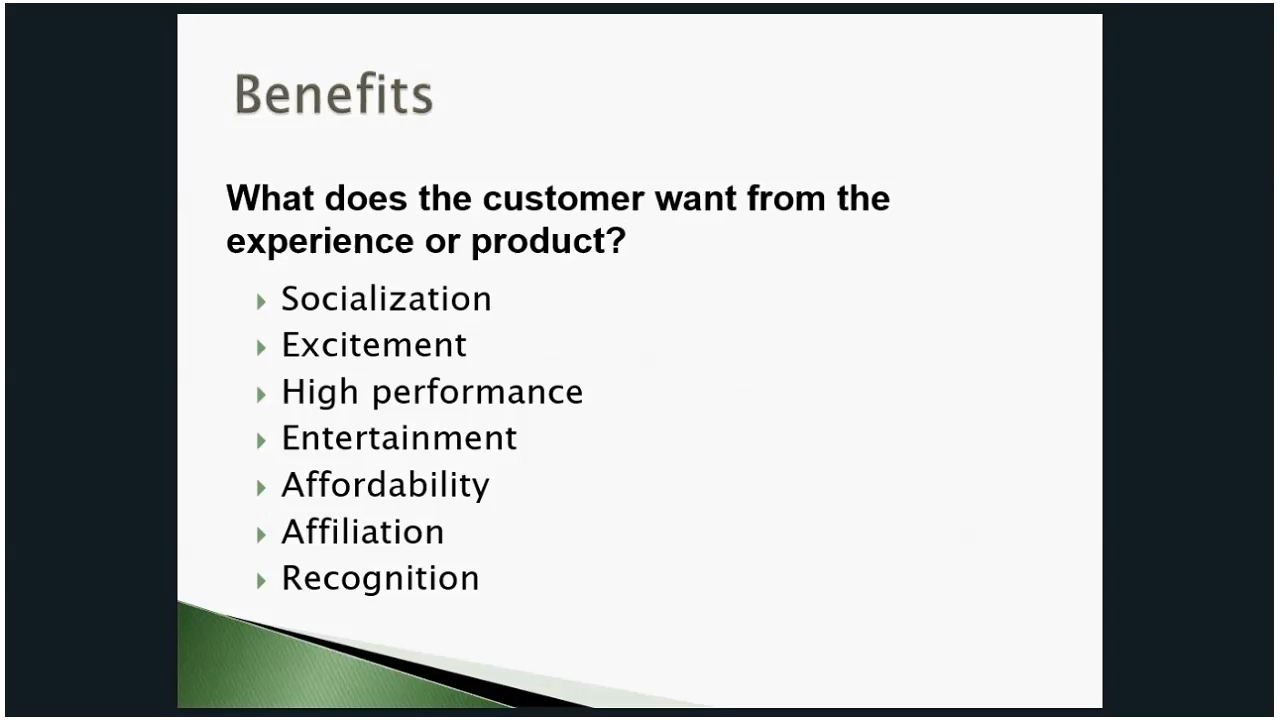 Benefits
What does the customer want from the
experience or product?
Socialization
Excitement
High performance
Entertainment
Affordability
Affiliation
Recognition